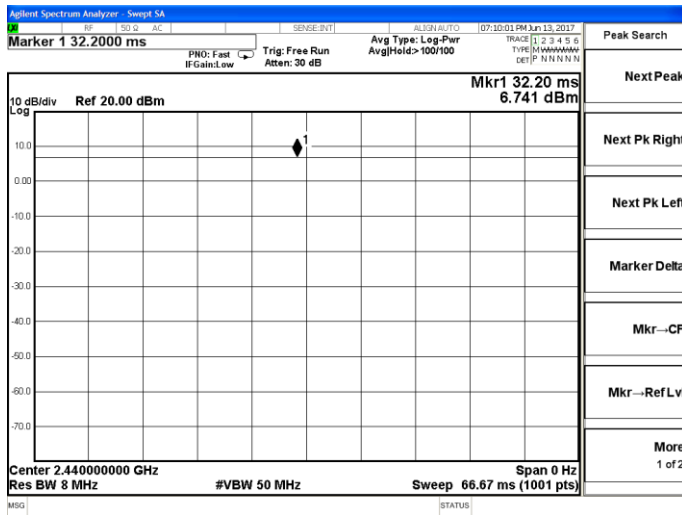 Agilent Spectrum Analyzer - Swept SA
RF 50 Ω AC SENSE:INT ALIGN AUTO 07:10:01 PM Jun 13, 2017
Marker 1 32.2000 ms
PNO: Fast
IFGain:Low
Trig: Free Run
Atten: 30 dB
Avg Type: Log-Pwr
Avg|Hold:>100/100
TRACE 1 2 3 4 5 6
TYPE M WWWWW
DET P N N N N N
Peak Search
Mkr1 32.20 ms
6.741 dBm
10 dB/div Ref 20.00 dBm
Log
1
10.0
0.00
-10.0
-20.0
-30.0
-40.0
-50.0
-60.0
-70.0
Center 2.440000000 GHz Span 0 Hz
Res BW 8 MHz #VBW 50 MHz Sweep 66.67 ms (1001 pts)
MSG STATUS
Next Peak
Next Pk Right
Next Pk Left
Marker Delta
Mkr→CF
Mkr→Ref Lv
More
1 of 2